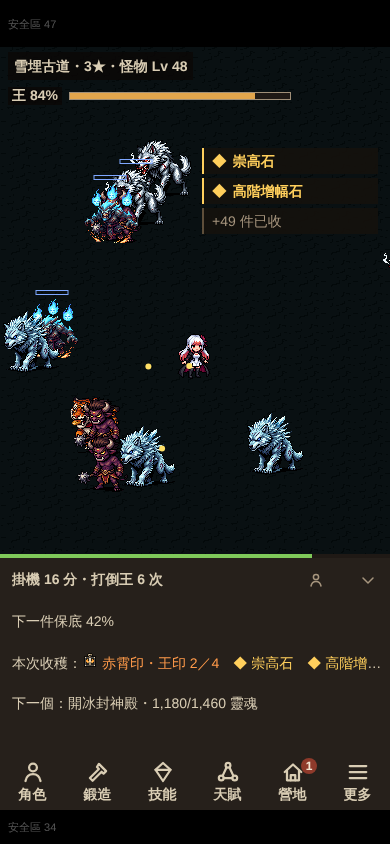 安全區 47
雪埋古道・3★・怪物 Lv 48
王 84%
◆ 崇高石
◆ 高階增幅石
+49 件已收
掛機 16 分・打倒王 6 次
下一件保底 42%
本次收穫： 赤霄印・王印 2／4 ◆ 崇高石 ◆ 高階增…
下一個：開冰封神殿・1,180/1,460 靈魂
1
角色 鍛造 技能 天賦 營地 更多
安全區 34